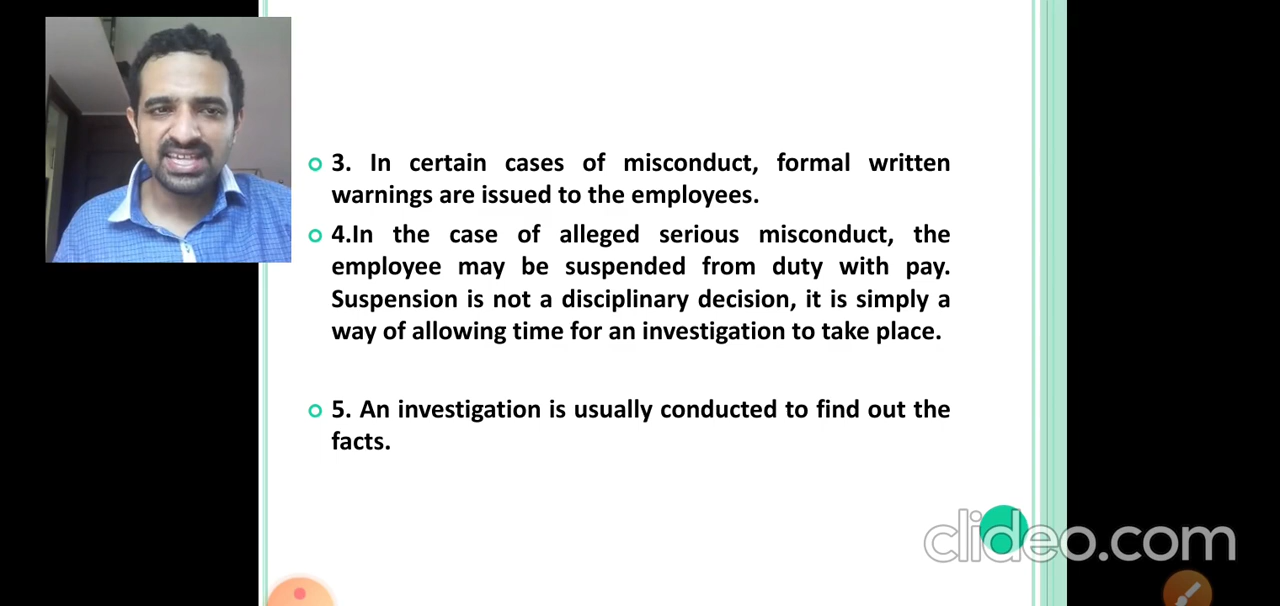 3. In certain cases of misconduct, formal written
warnings are issued to the employees.
4.In the case of alleged serious misconduct, the
employee may be suspended from duty with pay.
Suspension is not a disciplinary decision, it is simply a
way of allowing time for an investigation to take place.
5. An investigation is usually conducted to find out the
facts.
clideo.com